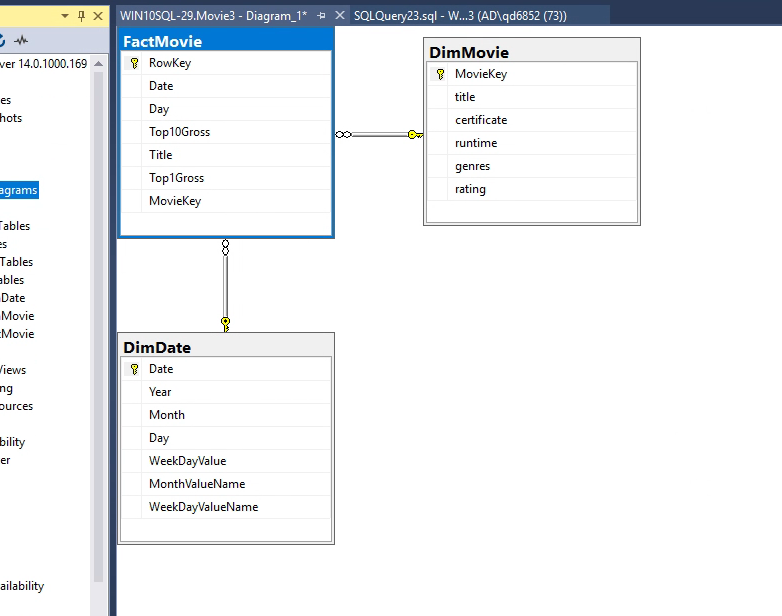 WIN10SQL-29.Movie3 - Diagram_1*
SQLQuery23.sql - W...3 (AD\qd6852 (73))
ver 14.0.1000.169
es
hots
agrams
Tables
es
Tables
ables
Date
Movie
Movie
Views
ng
ources
bility
er
ailability
FactMovie
RowKey
Date
Day
Top10Gross
Title
Top1Gross
MovieKey
DimMovie
MovieKey
title
certificate
runtime
genres
rating
DimDate
Date
Year
Month
Day
WeekDayValue
MonthValueName
WeekDayValueName